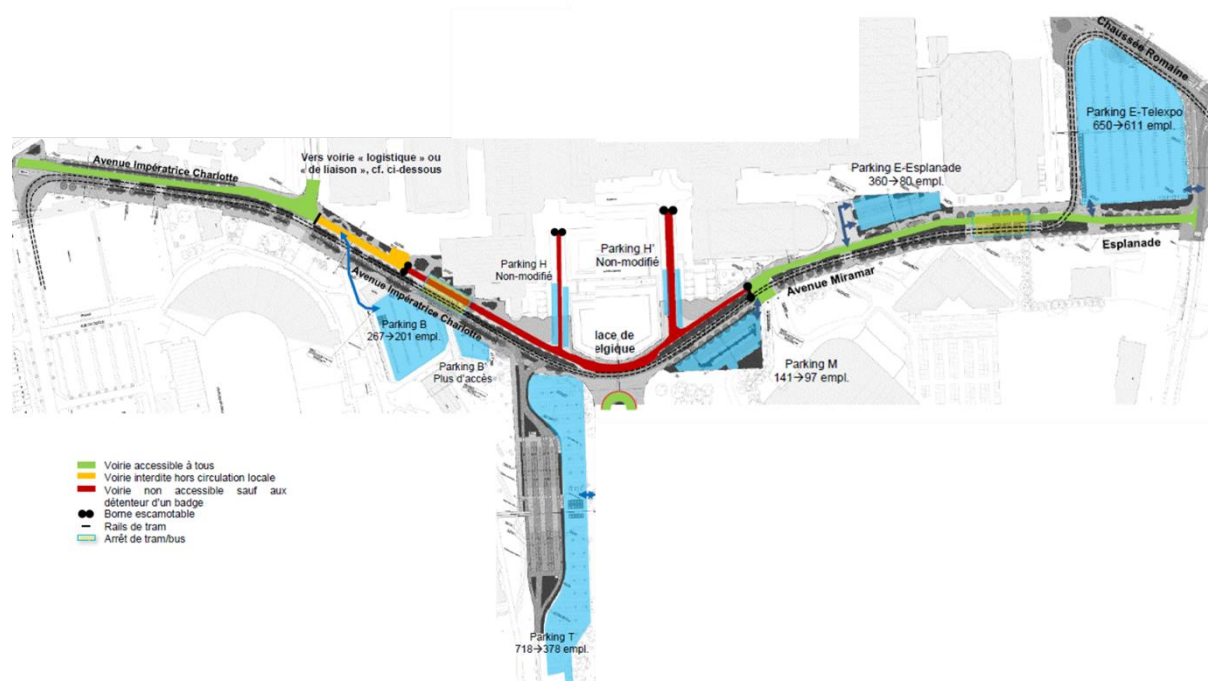 Chaussée Romaine
Parking E-Telexpo
650→611 empl.
Avenue Impératrice Charlotte
Vers voirie « logistique » ou
« de liaison », cf. ci-dessous
Parking E-Esplanade
360→80 empl.
Parking H
Non-modifié
Parking H'
Non-modifié
Esplanade
Avenue Miramar
Avenue Impératrice Charlotte
Parking B
267→201 empl.
Parking B'
Plus d'accès
lace de
elgique
Parking M
141→97 empl.
Voirie accessible à tous
Voirie interdite hors circulation locale
Voirie non accessible sauf aux
détenteur d'un badge
Borne escamotable
Rails de tram
Arrêt de tram/bus
Parking T
718→378 empl.